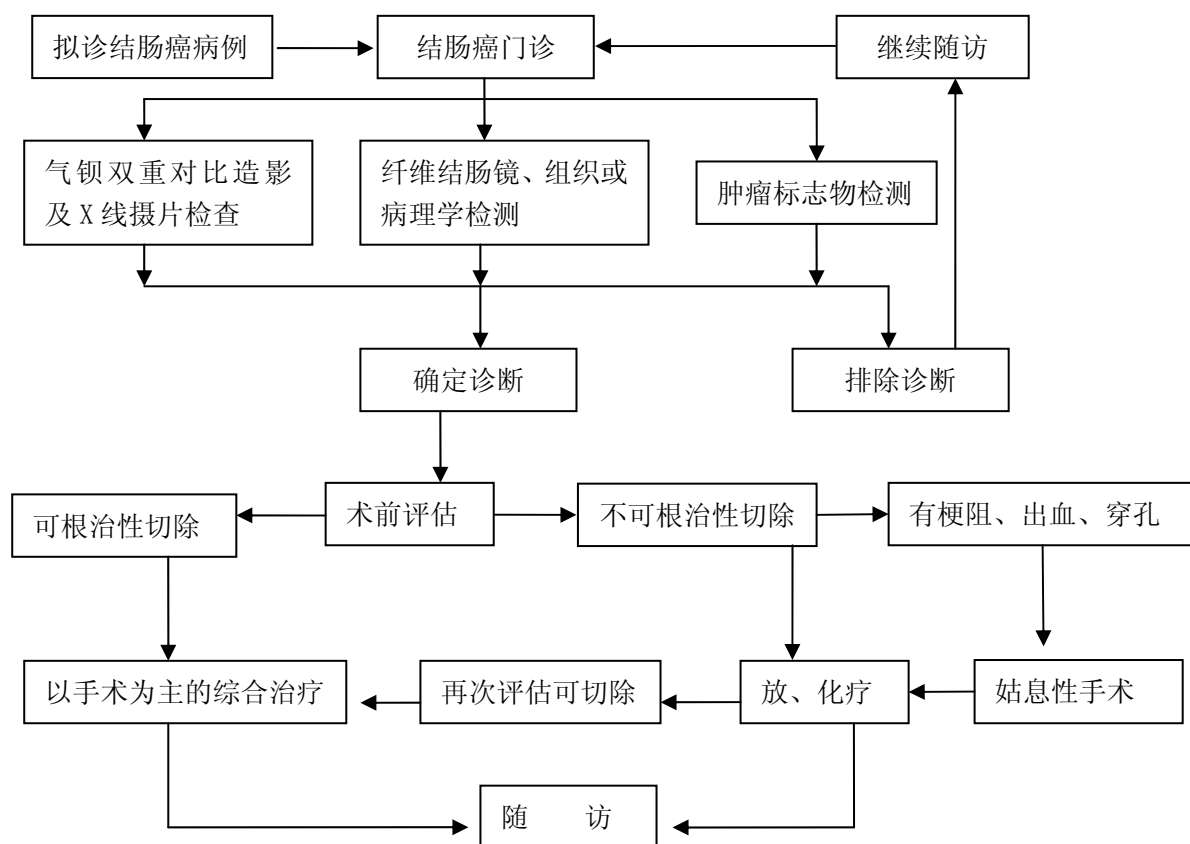 拟诊结肠癌病例
结肠癌门诊
继续随访
气钡双重对比造影
及 X 线摄片检查
纤维结肠镜、组织或
病理学检测
肿瘤标志物检测
确定诊断
排除诊断
可根治性切除
术前评估
不可根治性切除
有梗阻、出血、穿孔
以手术为主的综合治疗
再次评估可切除
放、化疗
姑息性手术
随 访